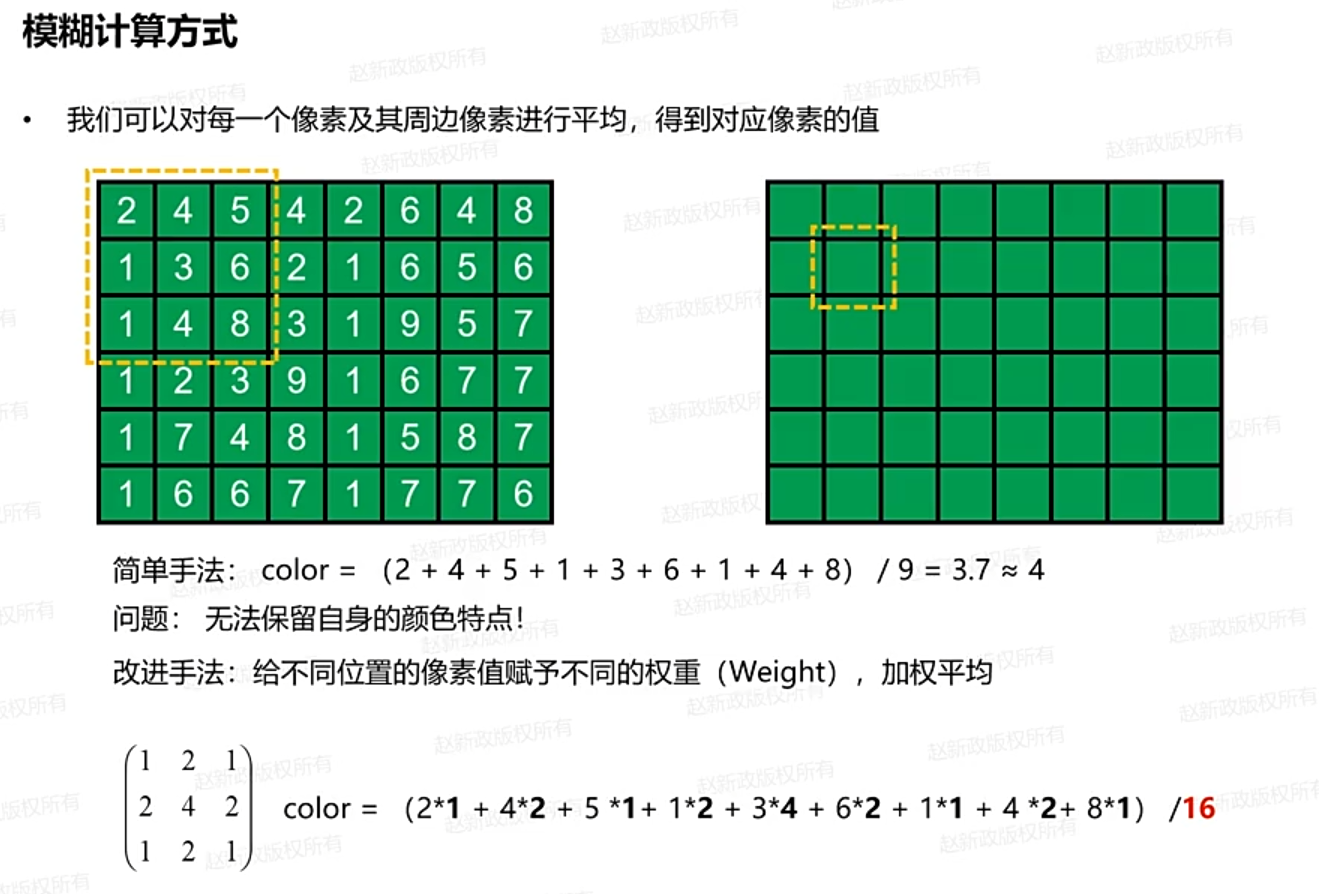 模糊计算方式
• 我们可以对每一个像素及其周边像素进行平均，得到对应像素的值
2 4 5 4 2 6 4 8
1 3 6 2 1 6 5 6
1 4 8 3 1 9 5 7
1 2 3 9 1 6 7 7
1 7 4 8 1 5 8 7
1 6 6 7 1 7 7 6
简单手法： color = （2 + 4 + 5 + 1 + 3 + 6 + 1 + 4 + 8） / 9 = 3.7 ≈ 4
问题： 无法保留自身的颜色特点！
改进手法：给不同位置的像素值赋予不同的权重（Weight），加权平均
1 2 1
2 4 2
1 2 1
color = （2*1 + 4*2 + 5 *1+ 1*2 + 3*4 + 6*2 + 1*1 + 4 *2+ 8*1） /16
赵新政版权所有